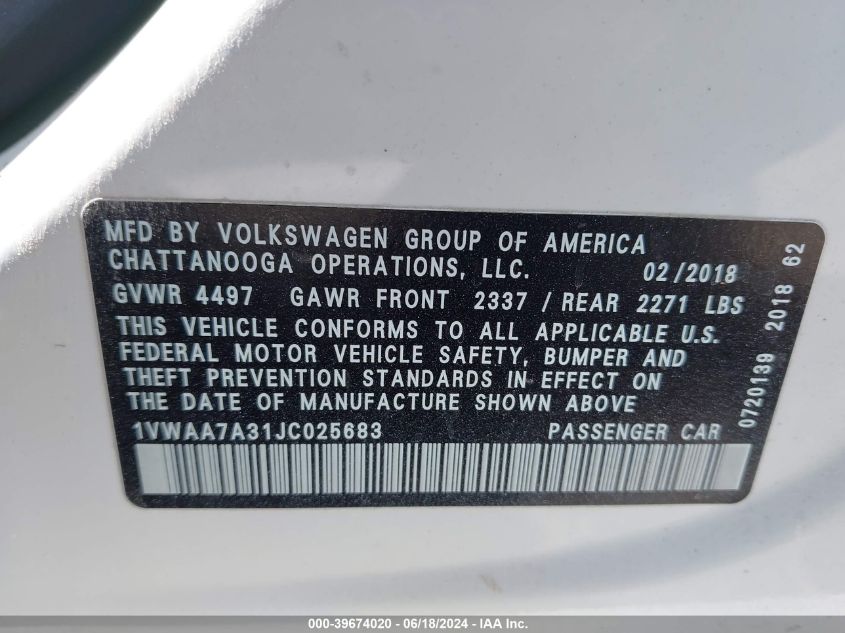 MFD BY VOLKSWAGEN GROUP OF AMERICA
CHATTANOOGA OPERATIONS, LLC. 02/2018
GVWR 4497 GAWR FRONT 2337 / REAR 2271 LBS
THIS VEHICLE CONFORMS TO ALL APPLICABLE U.S.
FEDERAL MOTOR VEHICLE SAFETY, BUMPER AND
THEFT PREVENTION STANDARDS IN EFFECT ON
THE DATE OF MANUFACTURE SHOWN ABOVE
1VWAA7A31JC025683 PASSENGER CAR
0720139 2018 62
000-39674020 - 06/18/2024 - IAA Inc.